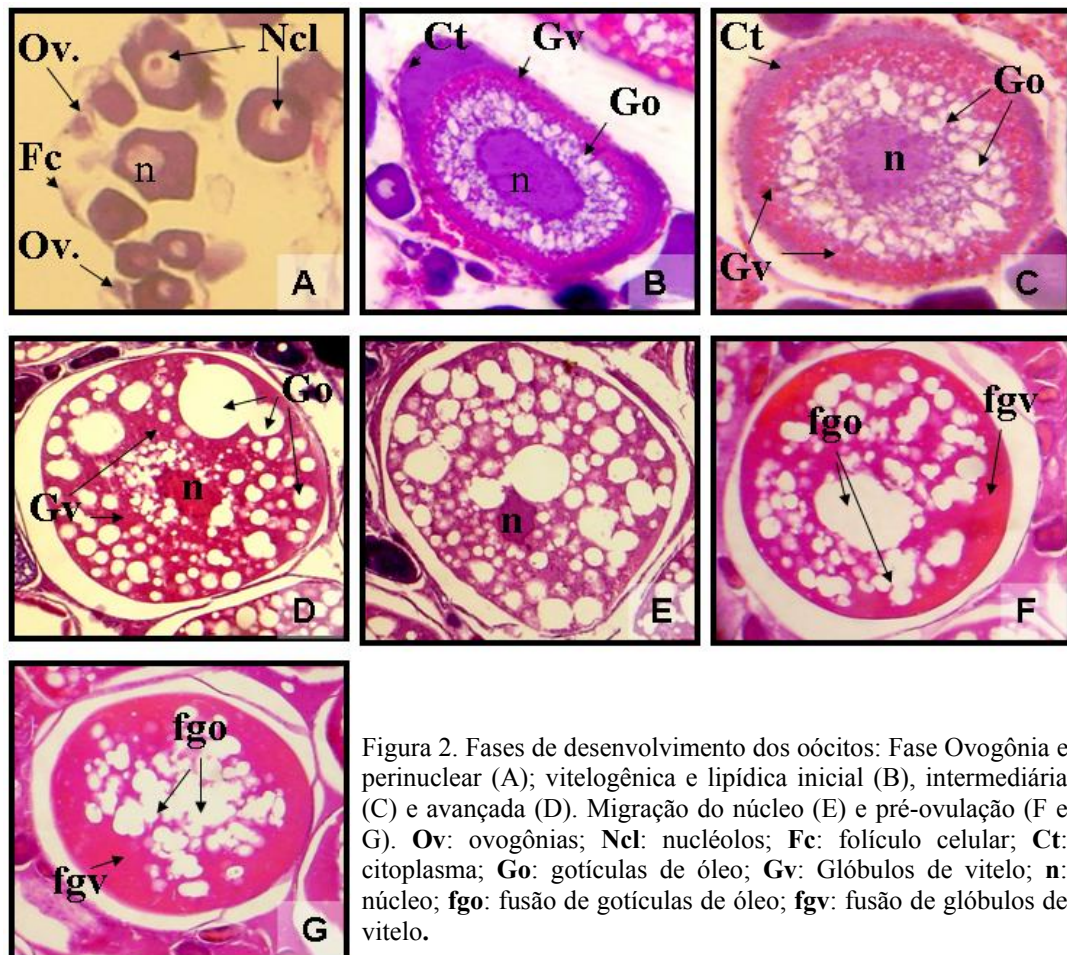 Ov.
Ncl
n
Fc
Ov.
A
Ct
Gv
Go
n
B
Ct
Go
n
Gv
C
Go
n
Gv
D
n
E
fgo
fgv
F
fgo
fgv
G
Figura 2. Fases de desenvolvimento dos oócitos: Fase Ovogônia e
perinuclear (A); vitelogênica e lipídica inicial (B), intermediária
(C) e avançada (D). Migração do núcleo (E) e pré-ovulação (F e
G). Ov: ovogônias; Ncl: nucléolos; Fc: folículo celular; Ct:
citoplasma; Go: gotículas de óleo; Gv: Glóbulos de vitelo; n:
núcleo; fgo: fusão de gotículas de óleo; fgv: fusão de glóbulos de
vitelo.